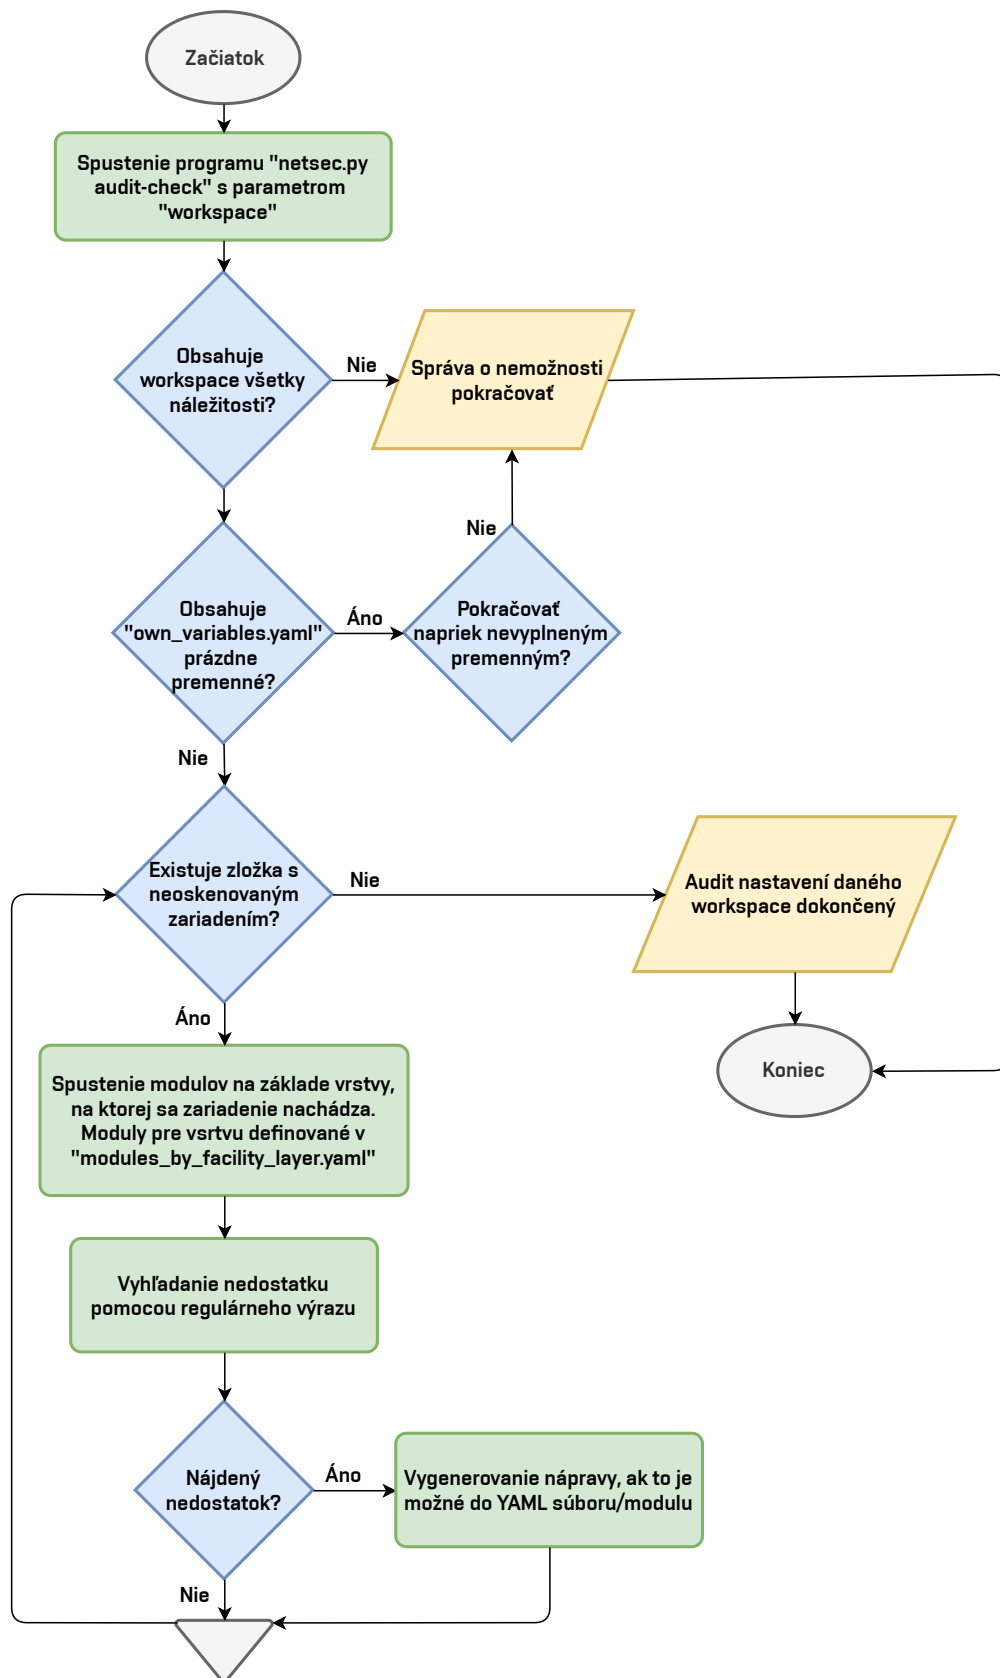 Začiatok
Spustenie programu "netsec.py
audit-check" s parametrom
"workspace"
Obsahuje
workspace všetky
náležitosti?
Nie
Správa o nemožnosti
pokračovať
Obsahuje
"own_variables.yaml"
prázdne
premenné?
Áno
Nie
Pokračovať
napriek nevyplneným
premenným?
Nie
Existuje zložka s
neoskenovaným
zariadením?
Nie
Audit nastavení daného
workspace dokončený
Koniec
Áno
Spustenie modulov na základe vrstvy,
na ktorej sa zariadenie nachádza.
Moduly pre vsrtvu definované v
"modules_by_facility_layer.yaml"
Vyhľadanie nedostatku
pomocou regulárneho výrazu
Nájdený
nedostatok?
Áno
Vygenerovanie nápravy, ak to je
možné do YAML súboru/modulu
Nie